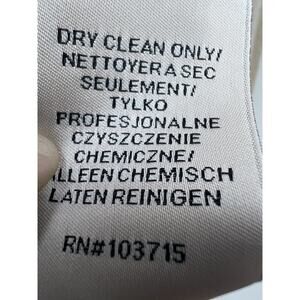 DRY CLEAN ONLY/
NETTOYER A SEC
SEULEMENT/
TYLKO
PROFESJONALNE
CZYSZCZENIE
CHEMICZNE/
ALLEEN CHEMISCH
LATEN REINIGEN
RN#103715